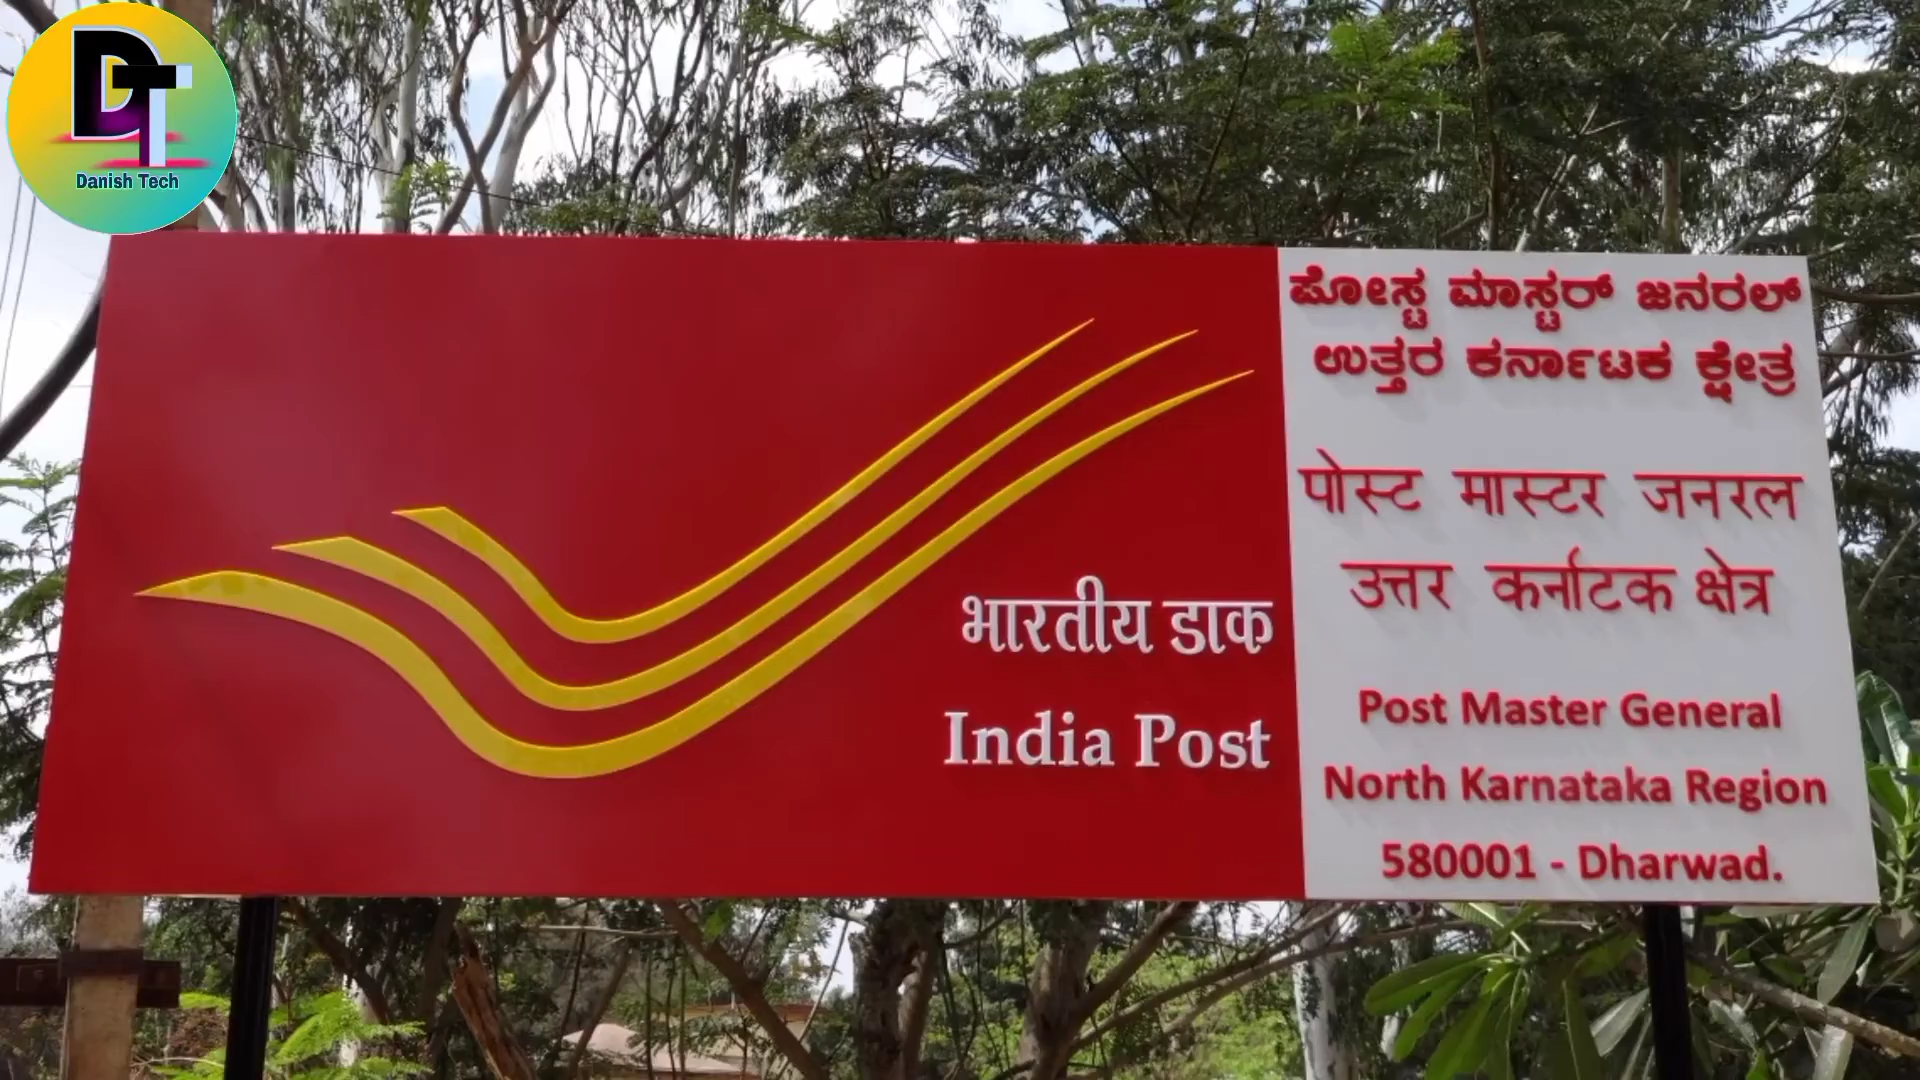 DT
Danish Tech
भारतीय डाक
India Post
ಪೋಸ್ಟ ಮಾಸ್ಟರ್ ಜನರಲ್
ಉತ್ತರ ಕರ್ನಾಟಕ ಕ್ಷೇತ್ರ
पोस्ट मास्टर जनरल
उत्तर कर्नाटक क्षेत्र
Post Master General
North Karnataka Region
580001 - Dharwad.